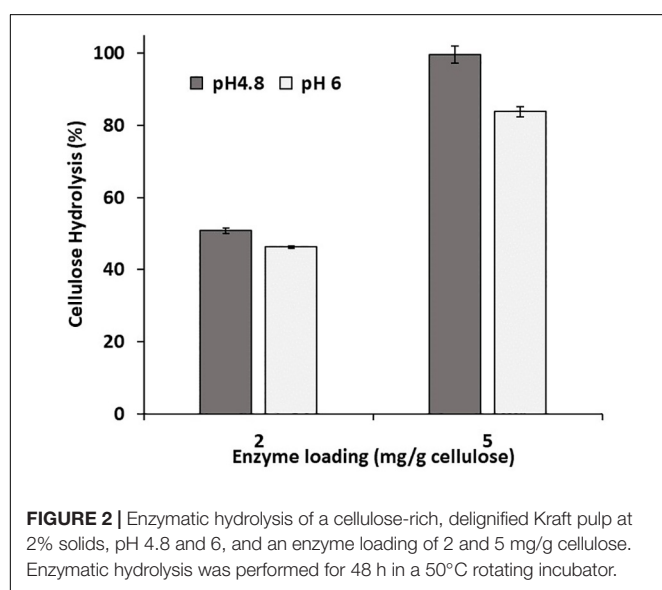 100
80
60
40
20
0
Cellulose Hydrolysis (%)
pH4.8 pH 6
2 5
Enzyme loading (mg/g cellulose)
FIGURE 2 | Enzymatic hydrolysis of a cellulose-rich, delignified Kraft pulp at
2% solids, pH 4.8 and 6, and an enzyme loading of 2 and 5 mg/g cellulose.
Enzymatic hydrolysis was performed for 48 h in a 50°C rotating incubator.